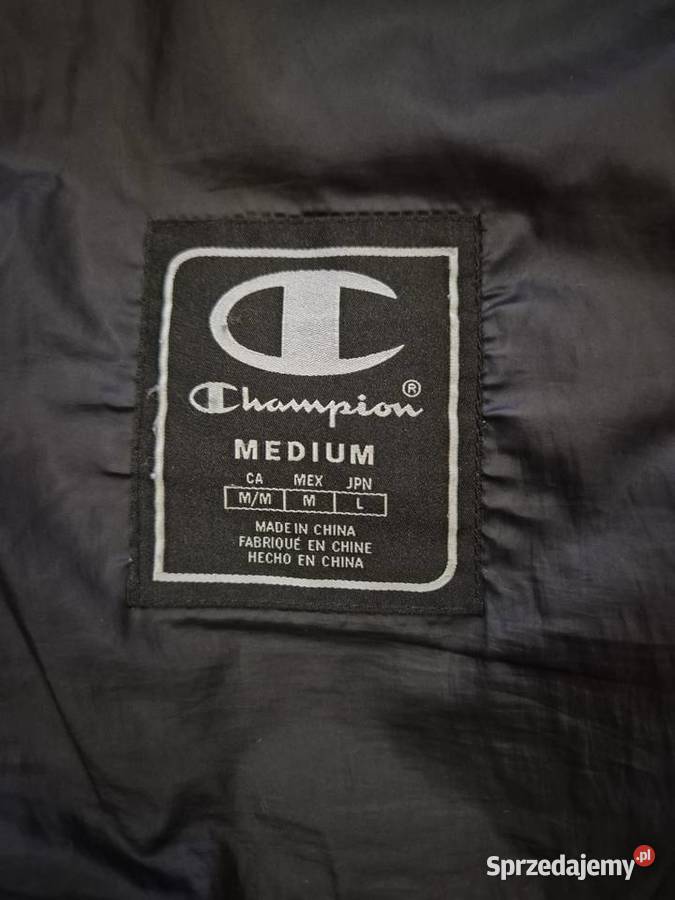 Champion®
MEDIUM
CA MEX JPN
M/M M L
MADE IN CHINA
FABRIQUÉ EN CHINE
HECHO EN CHINA
Sprzedajemy.pl